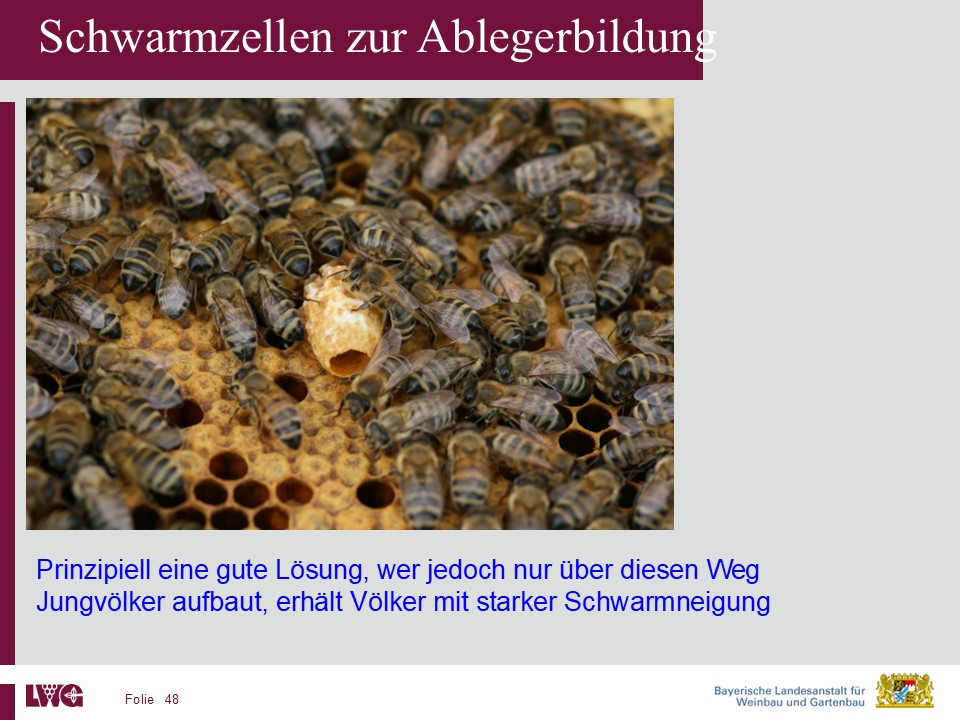 Schwarmzellen zur Ablegerbildung
Prinzipiell eine gute Lösung, wer jedoch nur über diesen Weg
Jungvölker aufbaut, erhält Völker mit starker Schwarmneigung
LWG
Folie 48
Bayerische Landesanstalt für
Weinbau und Gartenbau